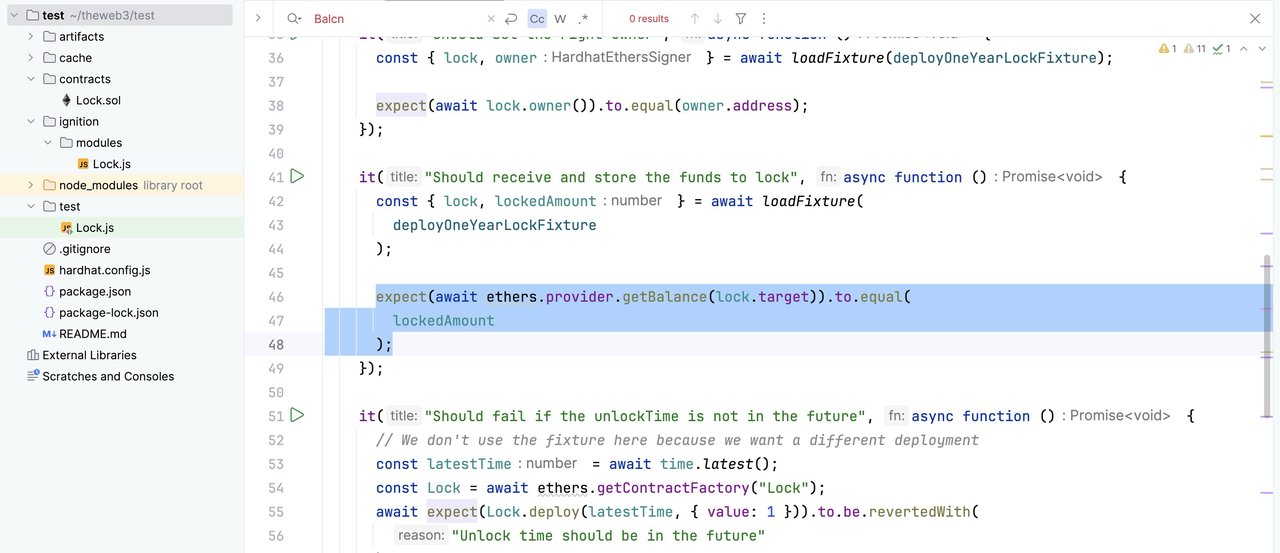 test ~/theweb3/test
artifacts
cache
contracts
Lock.sol
ignition
modules
Lock.js
node_modules library root
test
Lock.js
.gitignore
hardhat.config.js
package.json
package-lock.json
README.md
External Libraries
Scratches and Consoles
Balcn
Cc W .*
0 results
1 11 1
36 const { lock, owner : HardhatEthersSigner } = await loadFixture(deployOneYearLockFixture);
37
38 expect(await lock.owner()).to.equal(owner.address);
39 });
40
41 it( title: "Should receive and store the funds to lock", fn: async function () : Promise<void> {
42 const { lock, lockedAmount : number } = await loadFixture(
43 deployOneYearLockFixture
44 );
45
46 expect(await ethers.provider.getBalance(lock.target)).to.equal(
47 lockedAmount
48 );
49 });
50
51 it( title: "Should fail if the unlockTime is not in the future", fn: async function () : Promise<void> {
52 // We don't use the fixture here because we want a different deployment
53 const latestTime : number = await time.latest();
54 const Lock = await ethers.getContractFactory("Lock");
55 await expect(Lock.deploy(latestTime, { value: 1 })).to.be.revertedWith(
56 reason: "Unlock time should be in the future"